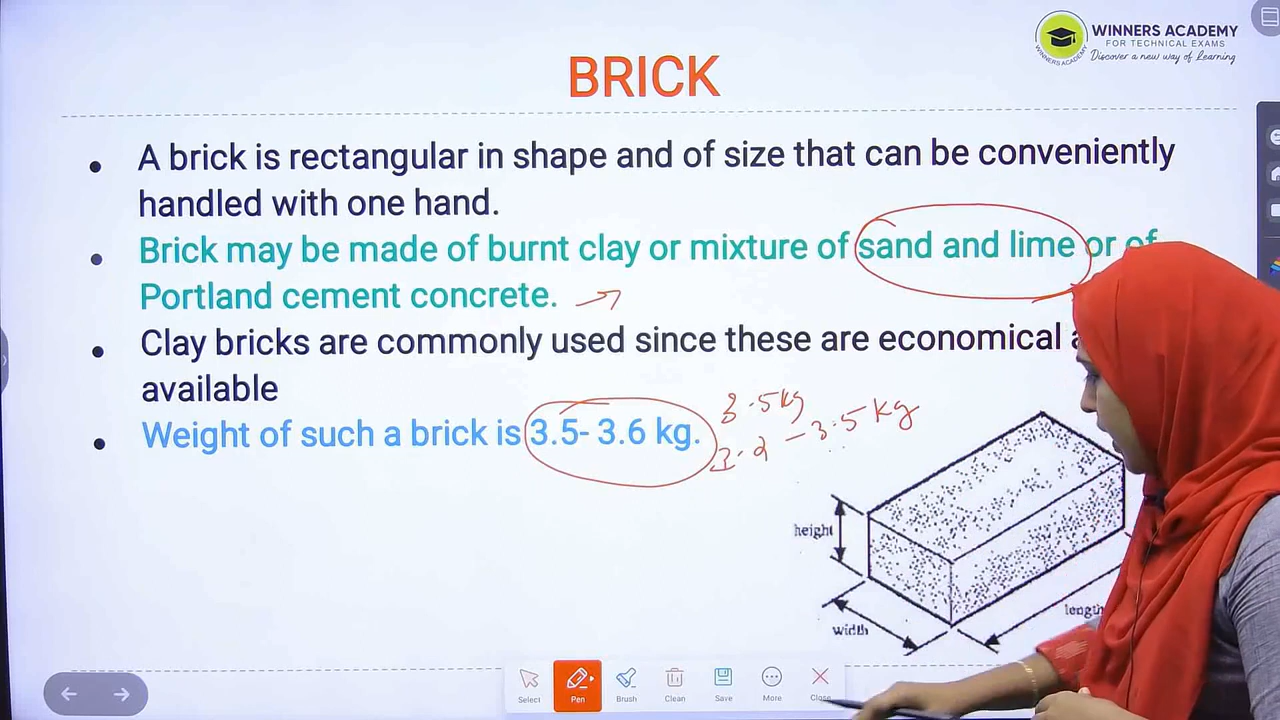 WINNERS ACADEMY
FOR TECHNICAL EXAMS
Discover a new way of Learning
WINNERS ACADEMY
BRICK
• A brick is rectangular in shape and of size that can be conveniently
handled with one hand.
• Brick may be made of burnt clay or mixture of sand and lime or of
Portland cement concrete.
• Clay bricks are commonly used since these are economical
available
• Weight of such a brick is 3.5- 3.6 kg.
3.5kg
3.2 - 3.5 kg
height
width
length
Select Pen Brush Clean Save More Close